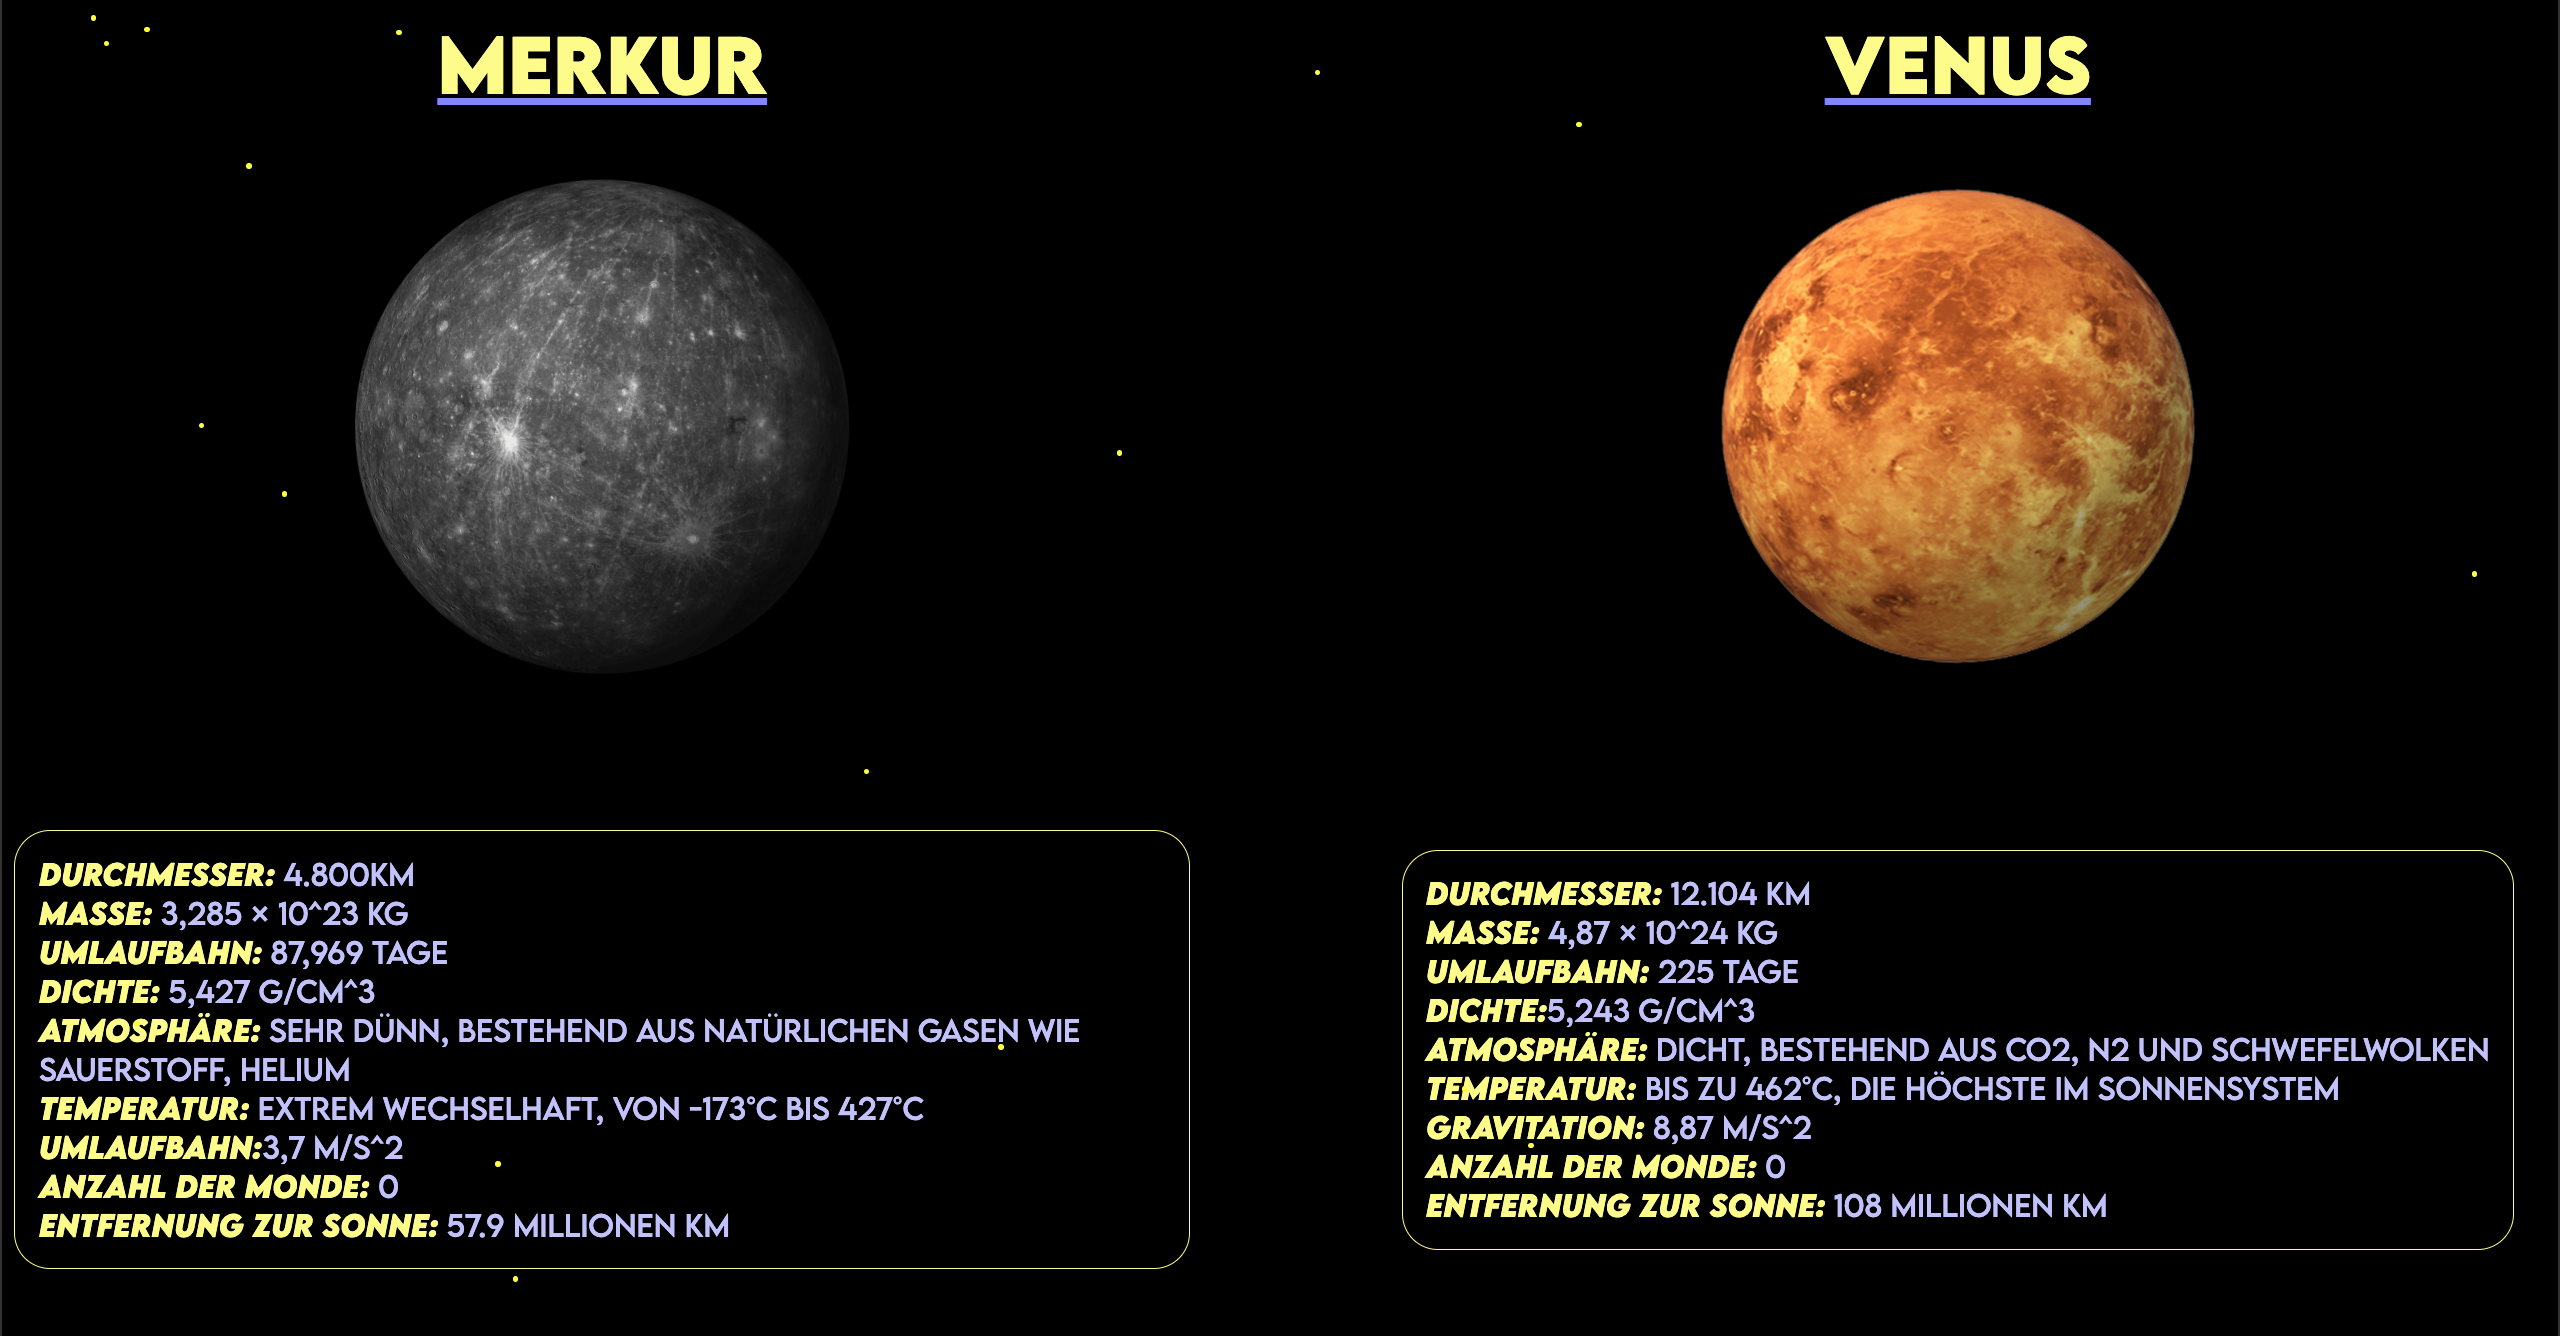 MERKUR
DURCHMESSER: 4.800KM
MASSE: 3,285 × 10^23 KG
UMLAUFBAHN: 87,969 TAGE
DICHTE: 5,427 G/CM^3
ATMOSPHÄRE: SEHR DÜNN, BESTEHEND AUS NATÜRLICHEN GASEN WIE
SAUERSTOFF, HELIUM
TEMPERATUR: EXTREM WECHSELHAFT, VON -173°C BIS 427°C
UMLAUFBAHN:3,7 M/S^2
ANZAHL DER MONDE: 0
ENTFERNUNG ZUR SONNE: 57.9 MILLIONEN KM
VENUS
DURCHMESSER: 12.104 KM
MASSE: 4,87 × 10^24 KG
UMLAUFBAHN: 225 TAGE
DICHTE:5,243 G/CM^3
ATMOSPHÄRE: DICHT, BESTEHEND AUS CO2, N2 UND SCHWEFELWOLKEN
TEMPERATUR: BIS ZU 462°C, DIE HÖCHSTE IM SONNENSYSTEM
GRAVITATION: 8,87 M/S^2
ANZAHL DER MONDE: 0
ENTFERNUNG ZUR SONNE: 108 MILLIONEN KM